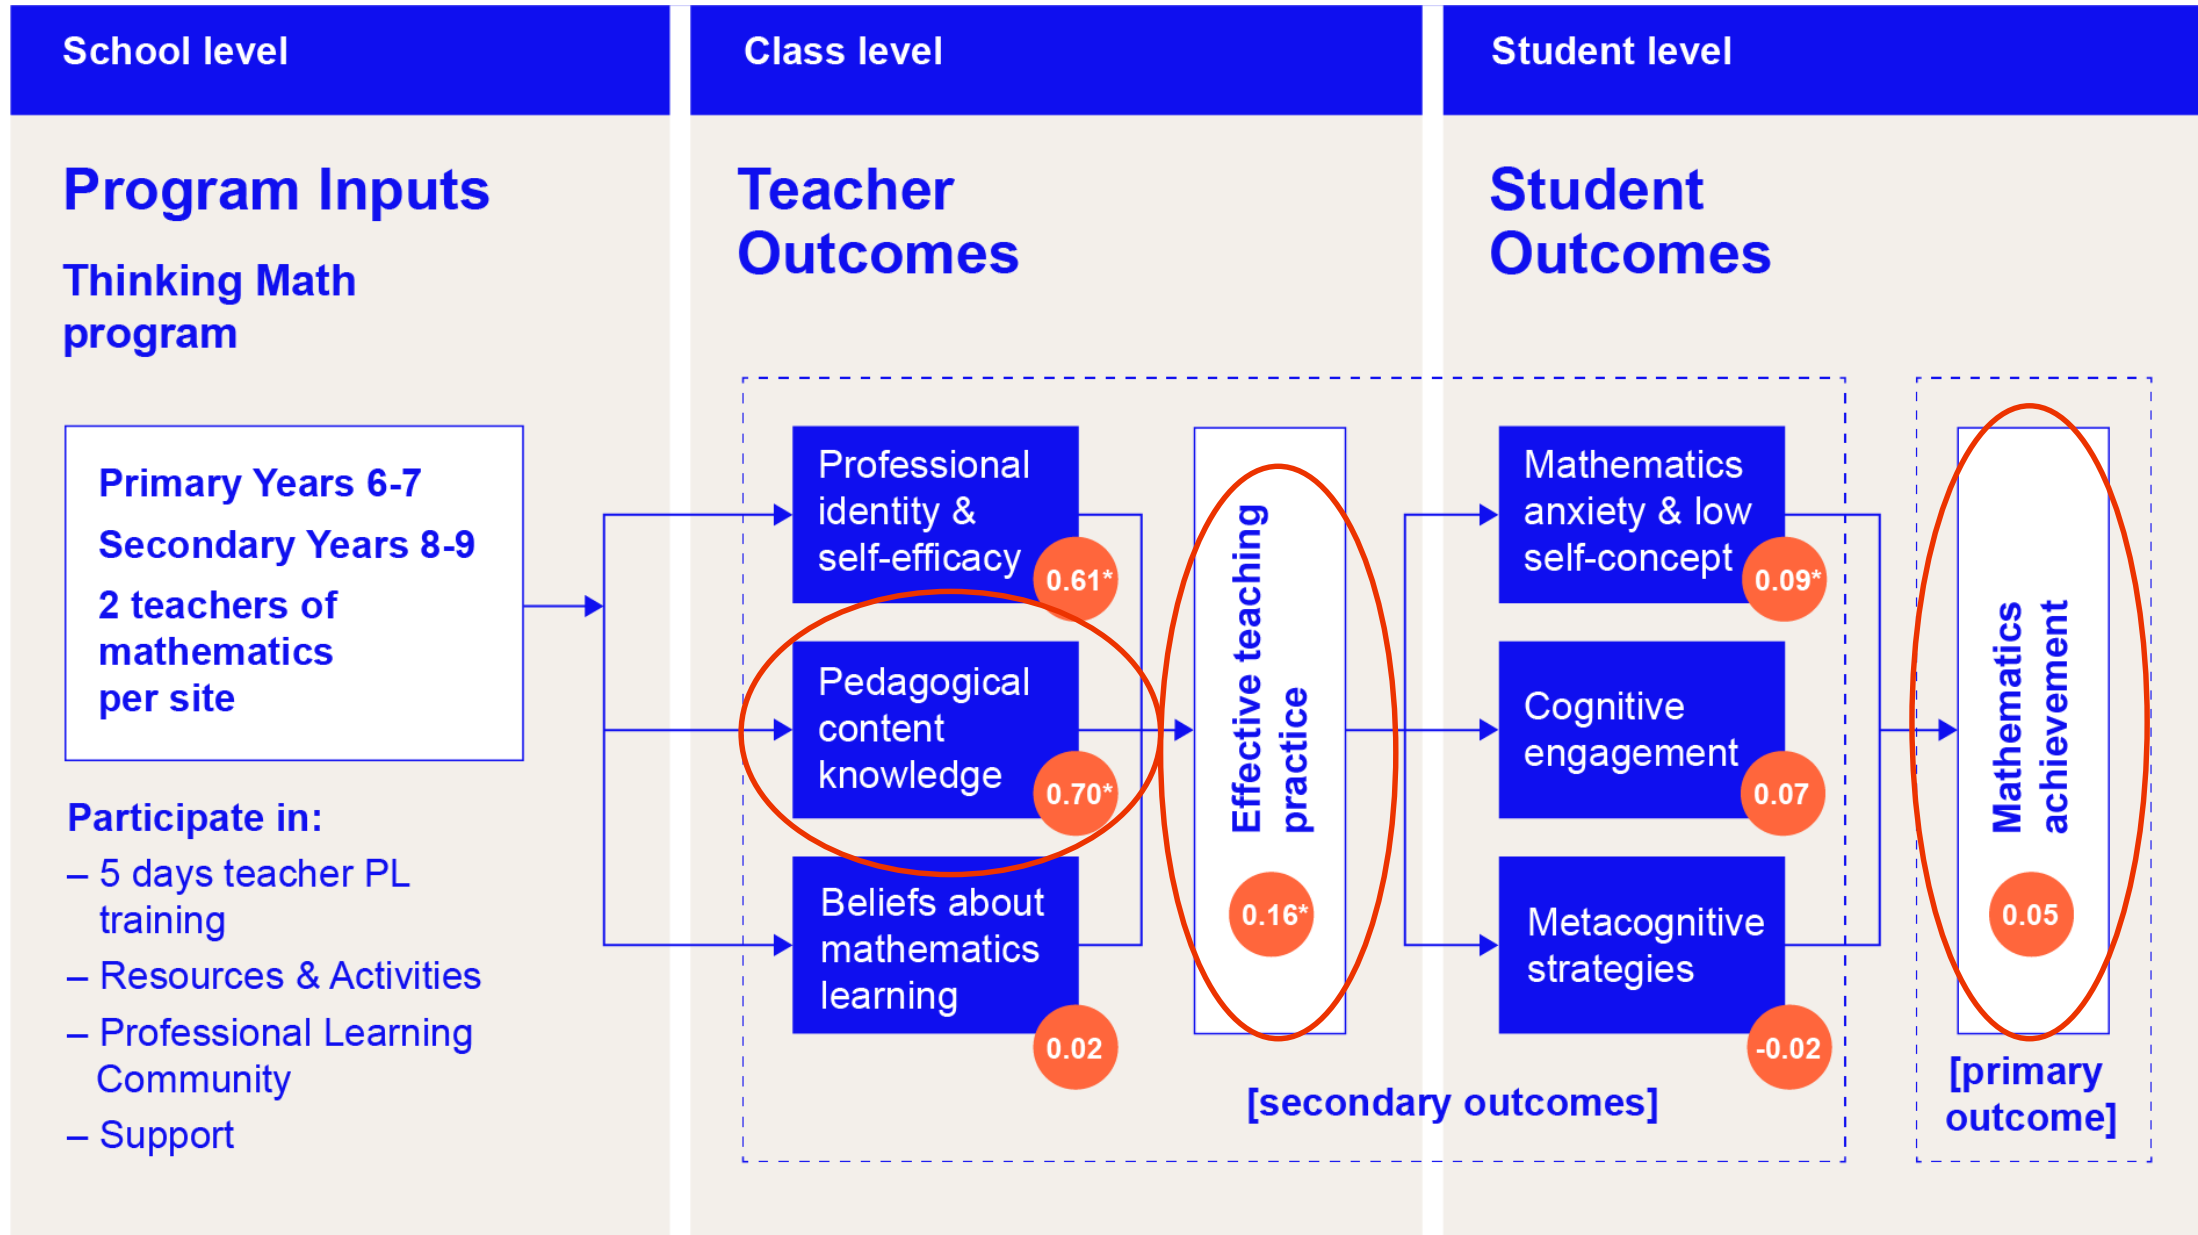 School level
Class level
Student level
Program Inputs
Thinking Math
program
Primary Years 6-7
Secondary Years 8-9
2 teachers of
mathematics
per site
Participate in:
– 5 days teacher PL
training
– Resources & Activities
– Professional Learning
Community
– Support
Teacher
Outcomes
Professional
identity &
self-efficacy
0.61*
Pedagogical
content
knowledge
0.70*
Beliefs about
mathematics
learning
0.02
Effective teaching
practice
0.16*
Student
Outcomes
Mathematics
anxiety & low
self-concept
0.09*
Cognitive
engagement
0.07
Metacognitive
strategies
-0.02
[secondary outcomes]
Mathematics
achievement
0.05
[primary
outcome]